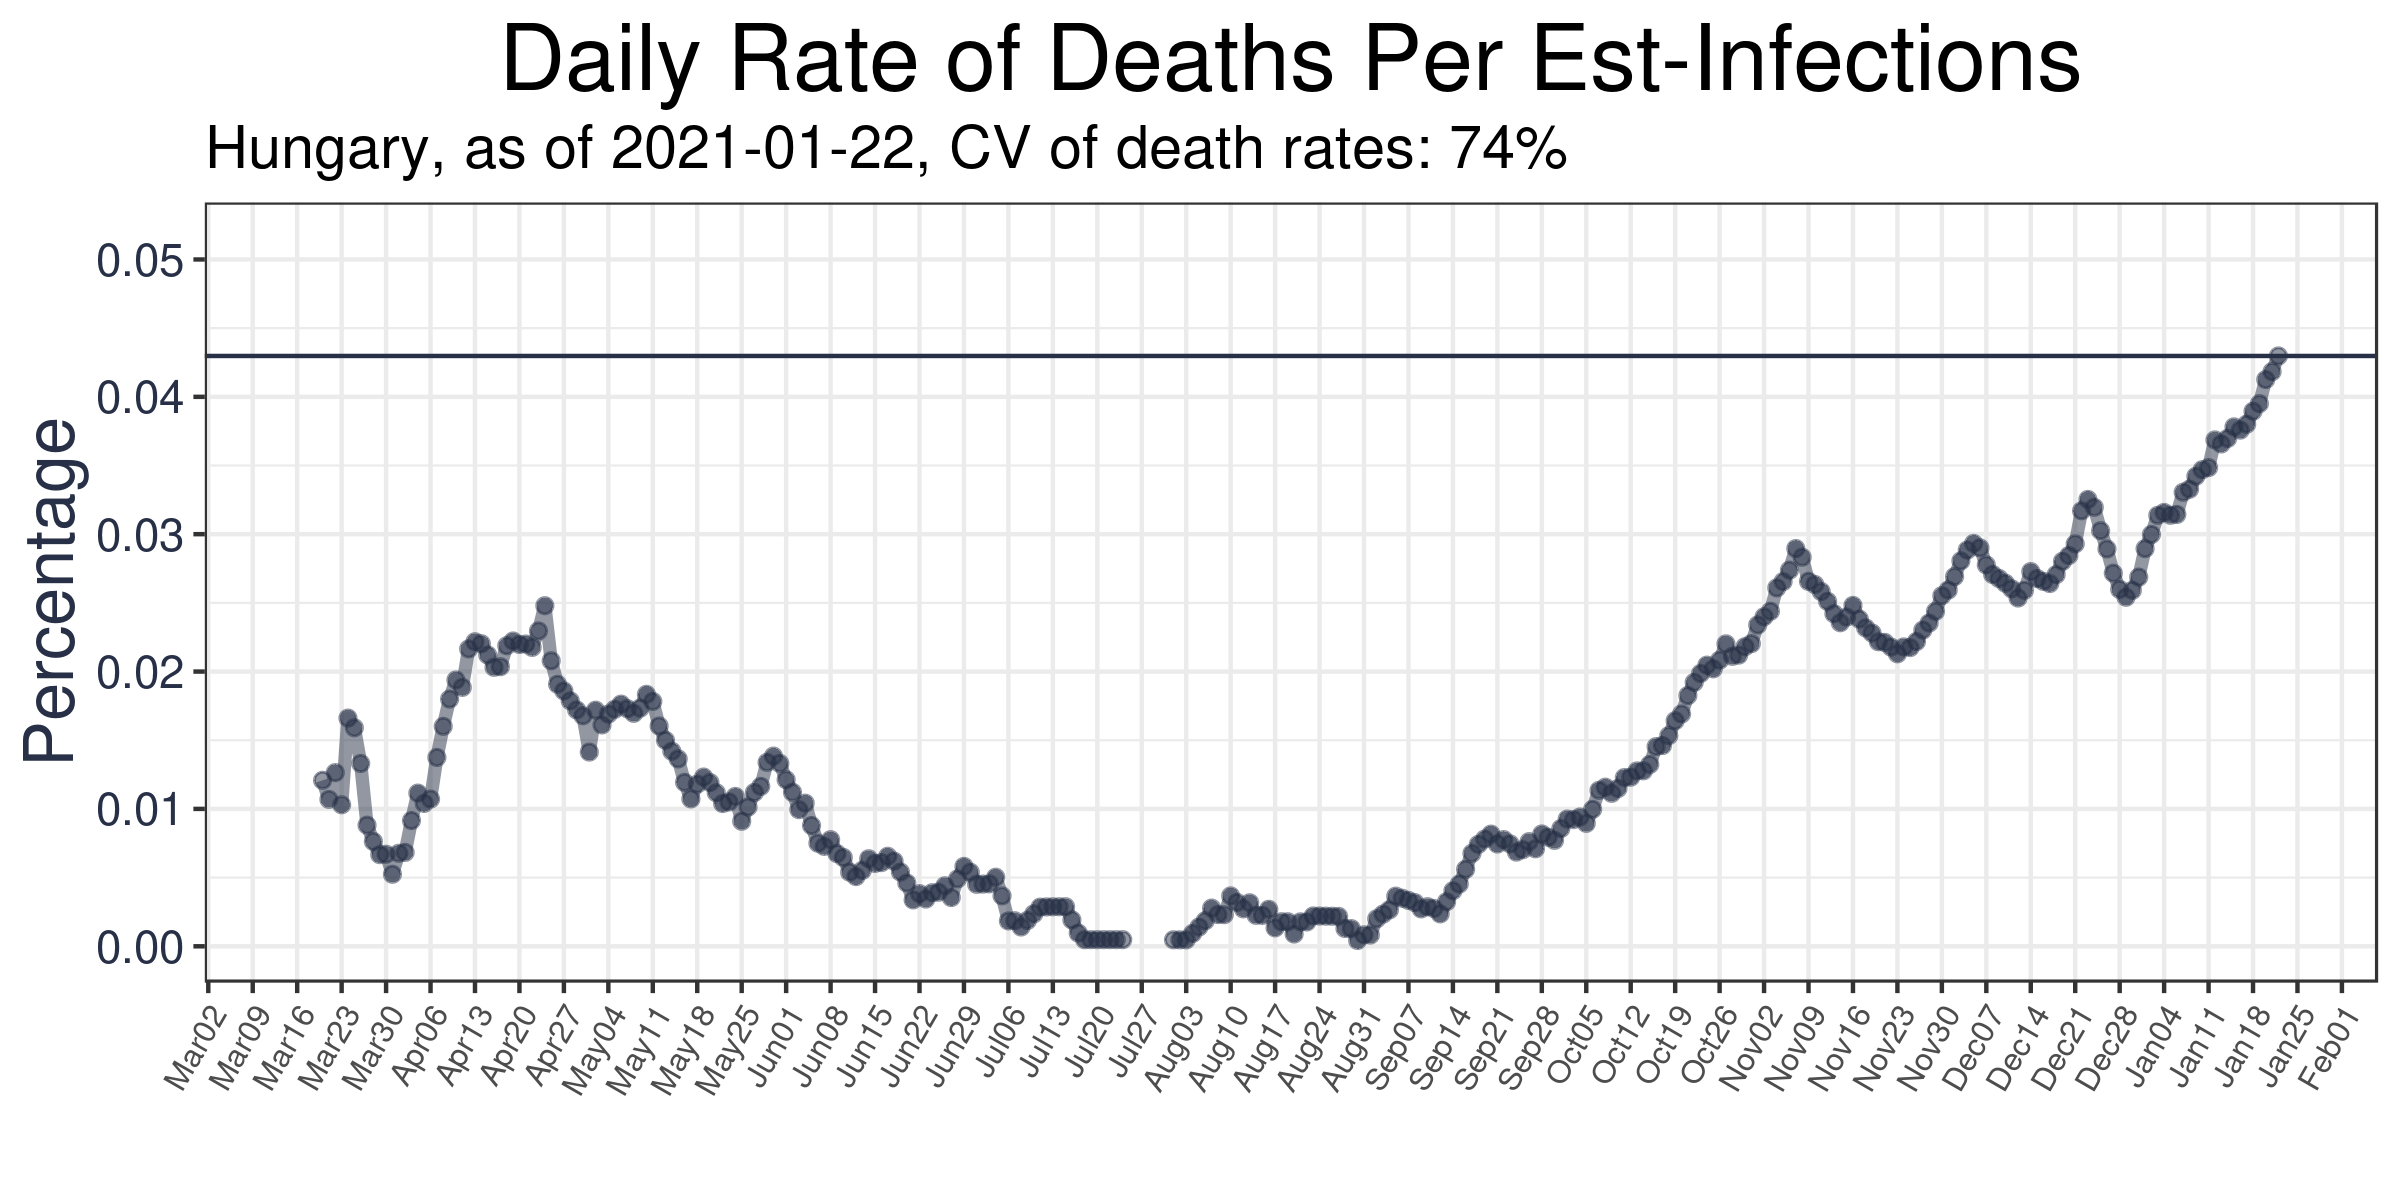 Daily Rate of Deaths Per Est-Infections
Hungary, as of 2021-01-22, CV of death rates: 74%
Percentage
0.05
0.04
0.03
0.02
0.01
0.00
Mar02
Mar09
Mar16
Mar23
Mar30
Apr06
Apr13
Apr20
Apr27
May04
May11
May18
May25
Jun01
Jun08
Jun15
Jun22
Jun29
Jul06
Jul13
Jul20
Jul27
Aug03
Aug10
Aug17
Aug24
Aug31
Sep07
Sep14
Sep21
Sep28
Oct05
Oct12
Oct19
Oct26
Nov02
Nov09
Nov16
Nov23
Nov30
Dec07
Dec14
Dec21
Dec28
Jan04
Jan11
Jan18
Jan25
Feb01